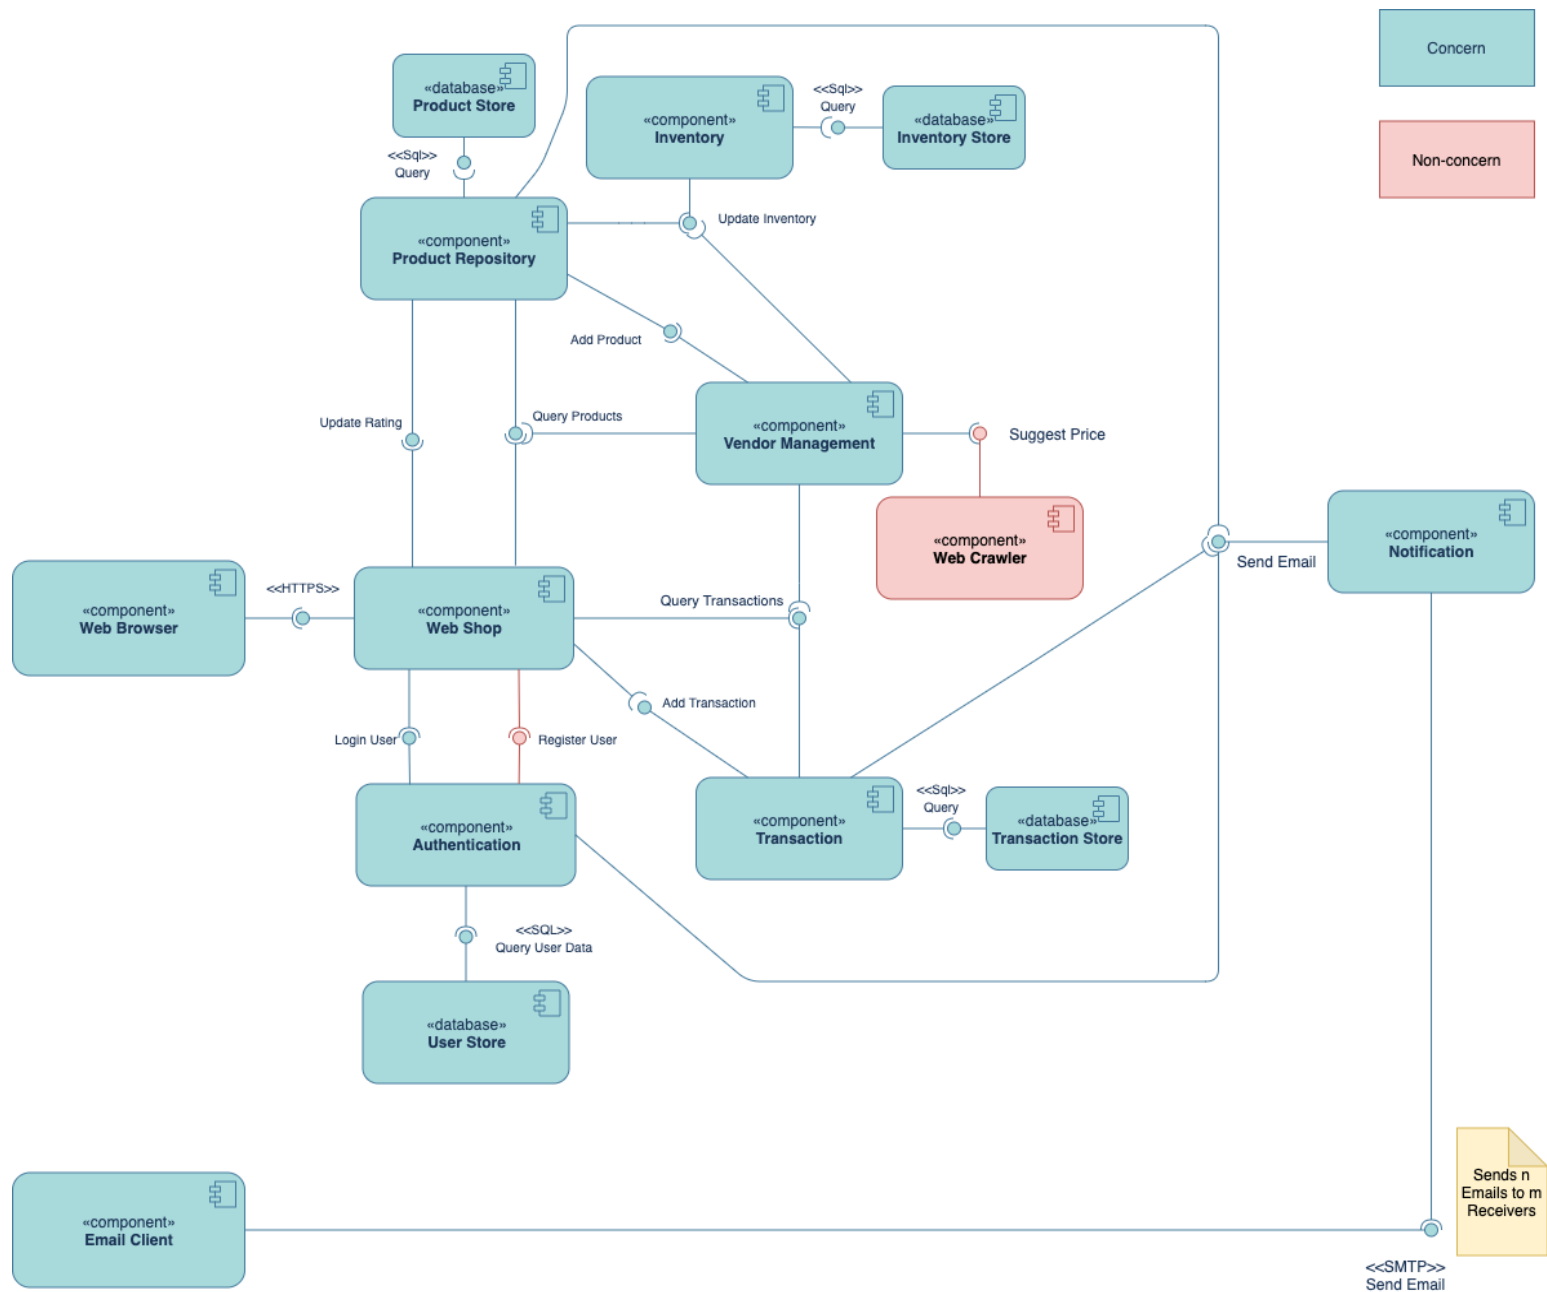 Concern
Non-concern
«database»
Product Store
<<Sql>>
Query
«component»
Inventory
<<Sql>>
Query
«database»
Inventory Store
«component»
Product Repository
Update Inventory
Add Product
Update Rating
Query Products
«component»
Vendor Management
Suggest Price
«component»
Web Crawler
«component»
Notification
Send Email
«component»
Web Browser
<<HTTPS>>
«component»
Web Shop
Query Transactions
Add Transaction
Login User
Register User
«component»
Authentication
«component»
Transaction
<<Sql>>
Query
«database»
Transaction Store
<<SQL>>
Query User Data
«database»
User Store
«component»
Email Client
Sends n
Emails to m
Receivers
<<SMTP>>
Send Email